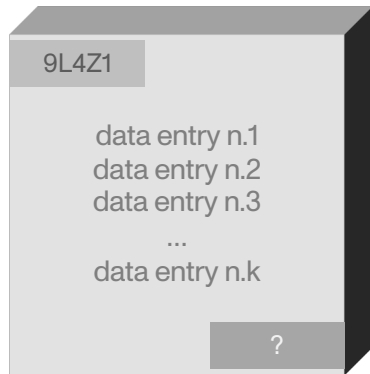 9L4Z1
data entry n.1
data entry n.2
data entry n.3
...
data entry n.k
?